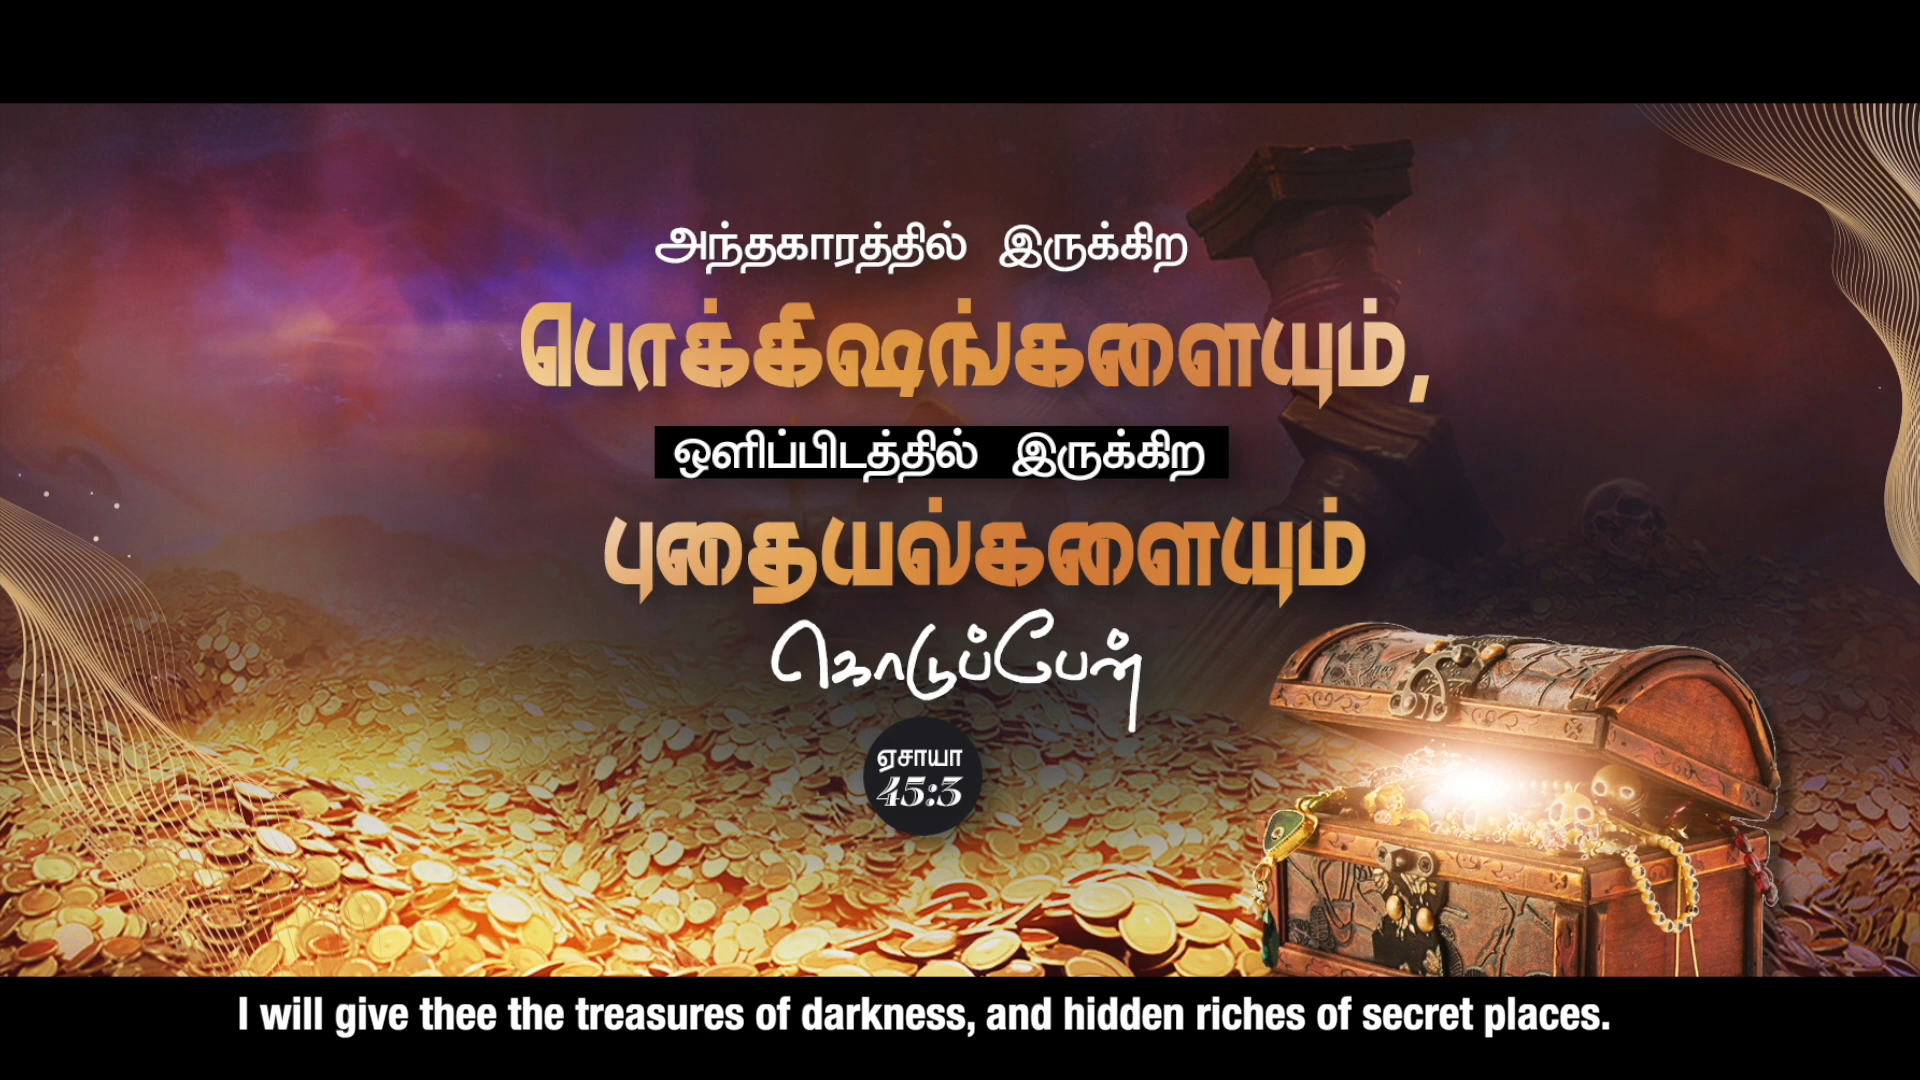 அந்தகாரத்தில் இருக்கிற
பொக்கிஷங்களையும்,
ஒளிப்பிடத்தில் இருக்கிற
புதையல்களையும்
கொடுப்பேன்
ஏசாயா
45:3
I will give thee the treasures of darkness, and hidden riches of secret places.